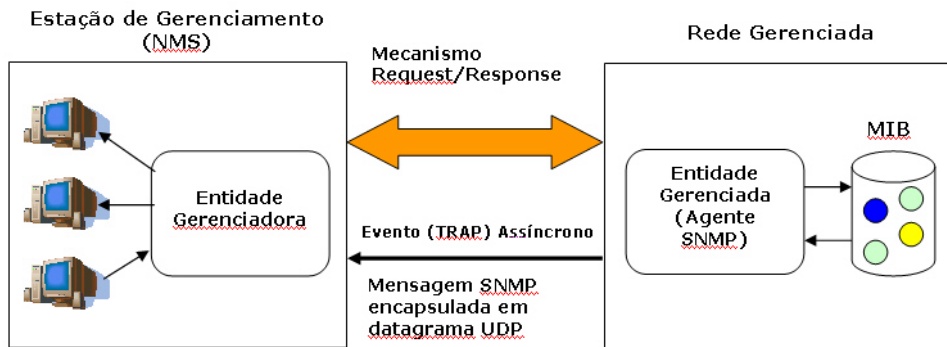 Estação de Gerenciamento
(NMS)
Mecanismo
Request/Response
Rede Gerenciada
MIB
Entidade
Gerenciadora
Entidade
Gerenciada
(Agente
SNMP)
Evento (TRAP) Assíncrono
Mensagem SNMP
encapsulada em
datagrama UDP